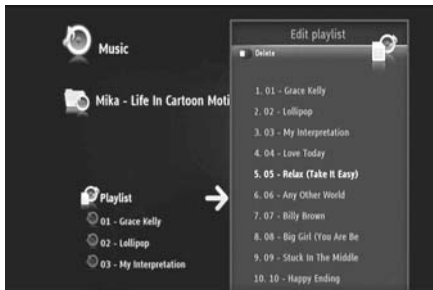 Music
Mika - Life In Cartoon Moti
Playlist
01 - Grace Kelly
02 - Lollipop
03 - My Interpretation
Edit playlist
Delete
1. 01 - Grace Kelly
2. 02 - Lollipop
3. 03 - My Interpretation
4. 04 - Love Today
5. 05 - Relax (Take It Easy)
6. 06 - Any Other World
7. 07 - Billy Brown
8. 08 - Big Girl (You Are Be
9. 09 - Stuck In The Middle
10. 10 - Happy Ending